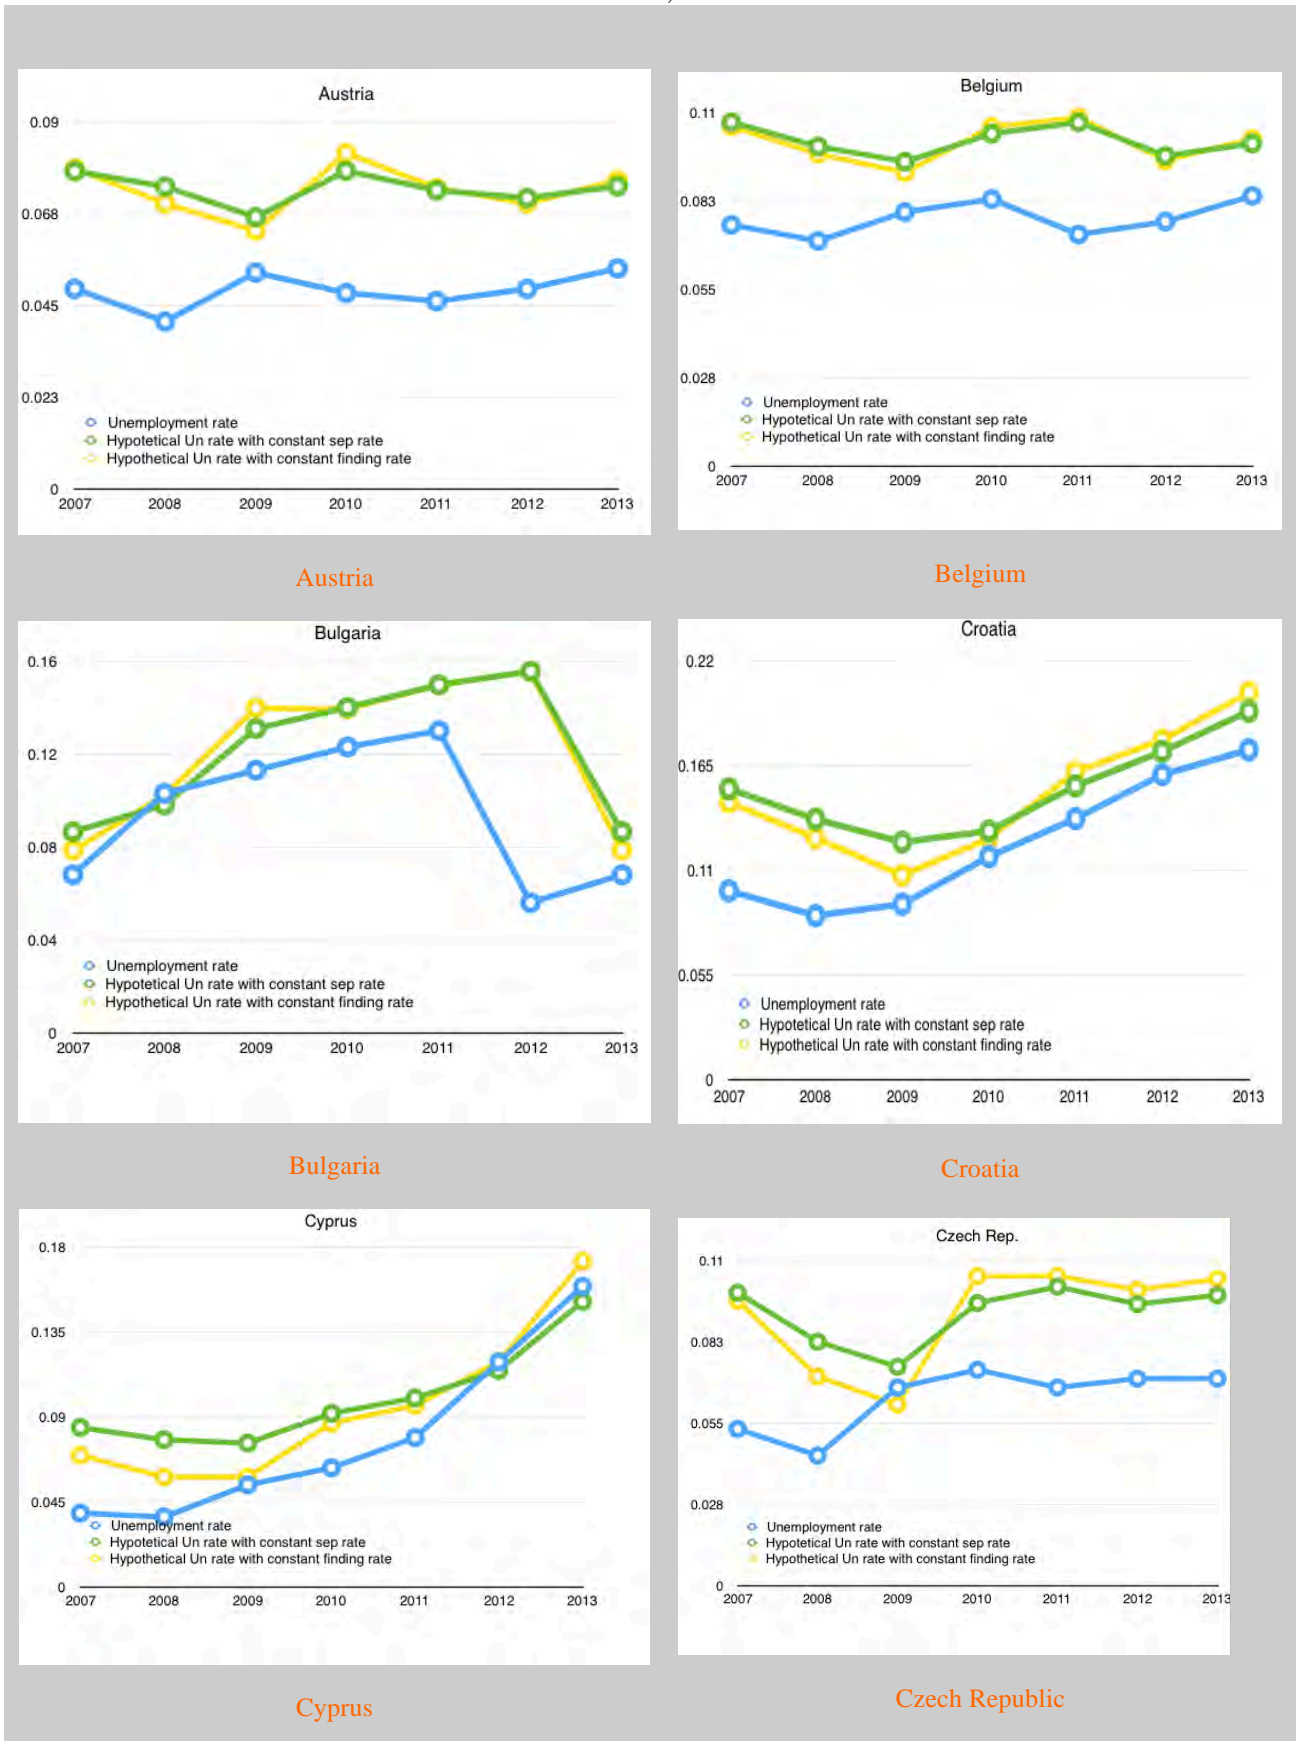 Austria
0.09
0.068
0.045
0.023
0
Unemployment rate
Hypotetical Un rate with constant sep rate
Hypothetical Un rate with constant finding rate
2007 2008 2009 2010 2011 2012 2013
Austria
Belgium
0.11
0.083
0.055
0.028
0
Unemployment rate
Hypotetical Un rate with constant sep rate
Hypothetical Un rate with constant finding rate
2007 2008 2009 2010 2011 2012 2013
Belgium
Bulgaria
0.16
0.12
0.08
0.04
0
Unemployment rate
Hypotetical Un rate with constant sep rate
Hypothetical Un rate with constant finding rate
2007 2008 2009 2010 2011 2012 2013
Bulgaria
Croatia
0.22
0.165
0.11
0.055
0
Unemployment rate
Hypotetical Un rate with constant sep rate
Hypothetical Un rate with constant finding rate
2007 2008 2009 2010 2011 2012 2013
Croatia
Cyprus
0.18
0.135
0.09
0.045
0
Unemployment rate
Hypotetical Un rate with constant sep rate
Hypothetical Un rate with constant finding rate
2007 2008 2009 2010 2011 2012 2013
Cyprus
Czech Rep.
0.11
0.083
0.055
0.028
0
Unemployment rate
Hypotetical Un rate with constant sep rate
Hypothetical Un rate with constant finding rate
2007 2008 2009 2010 2011 2012 2013
Czech Republic